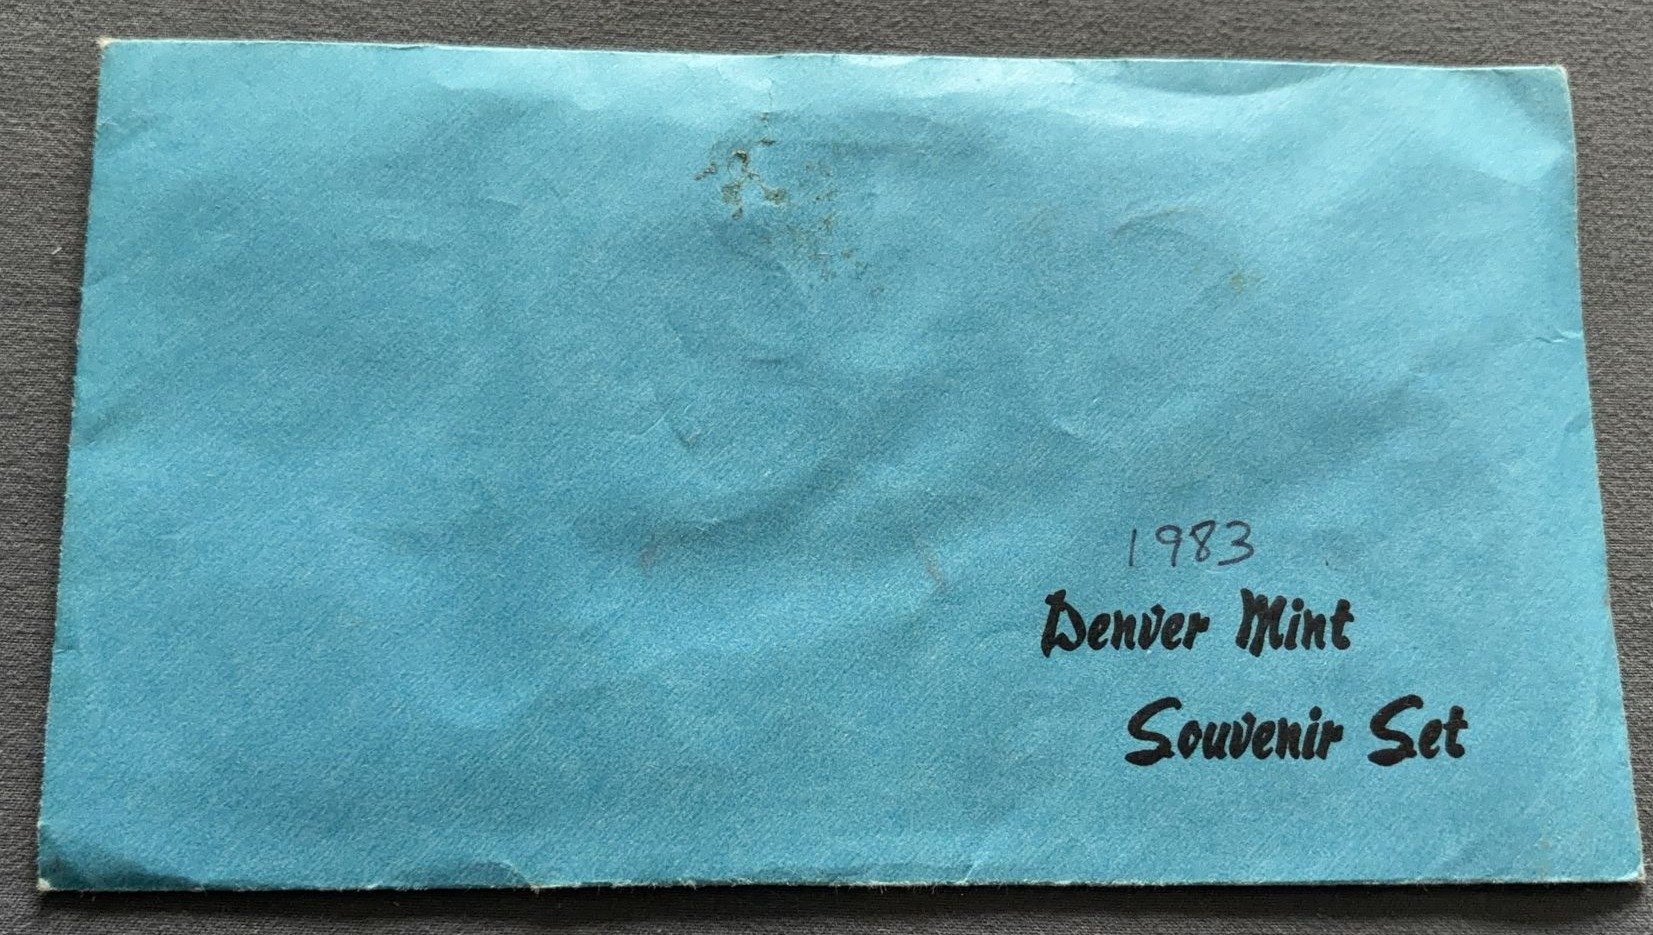 1983
Denver Mint
Souvenir Set